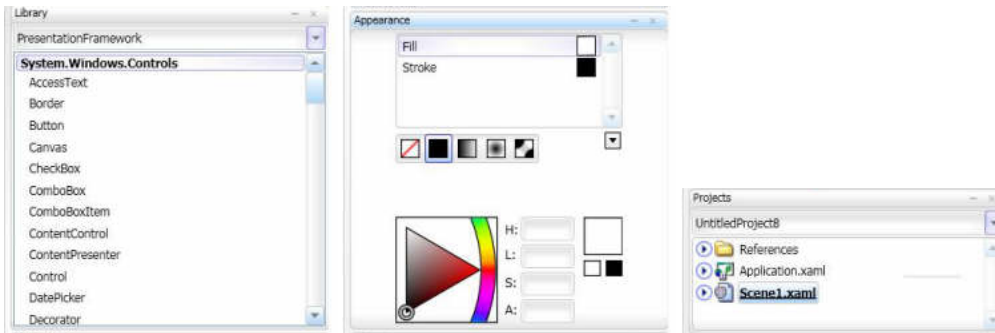 Library
PresentationFramework
System.Windows.Controls
AccessText
Border
Button
Canvas
CheckBox
ComboBox
ComboBoxItem
ContentControl
ContentPresenter
Control
DatePicker
Decorator
Appearance
Fill
Stroke
H:
L:
S:
A:
Projects
UntitledProject8
References
Application.xaml
Scene1.xaml